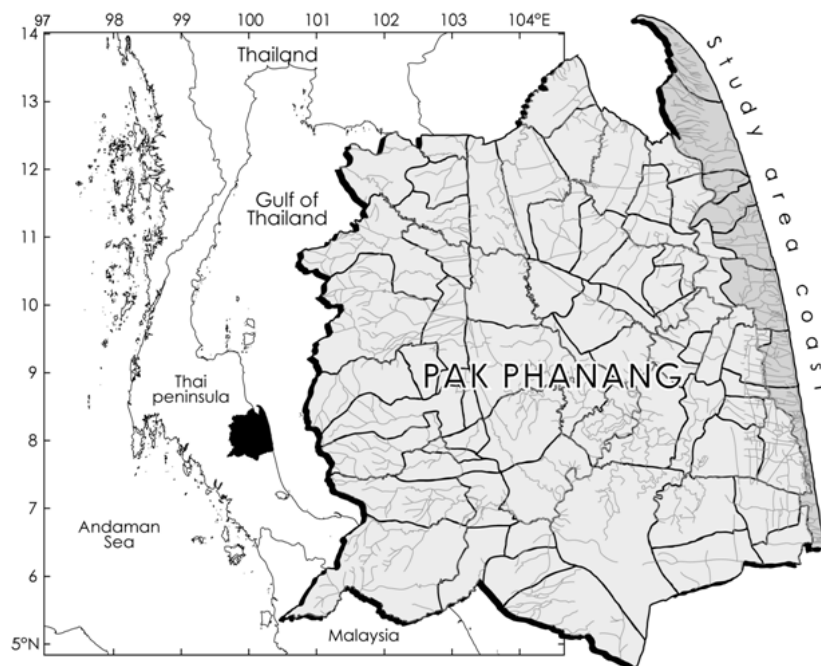 97 98 99 100 101 102 103 104°E
14
13
12
11
10
9
8
7
6
5°N
Thailand
Gulf of
Thailand
Thai
peninsula
Andaman
Sea
Malaysia
PAK PHANANG
Study area coast